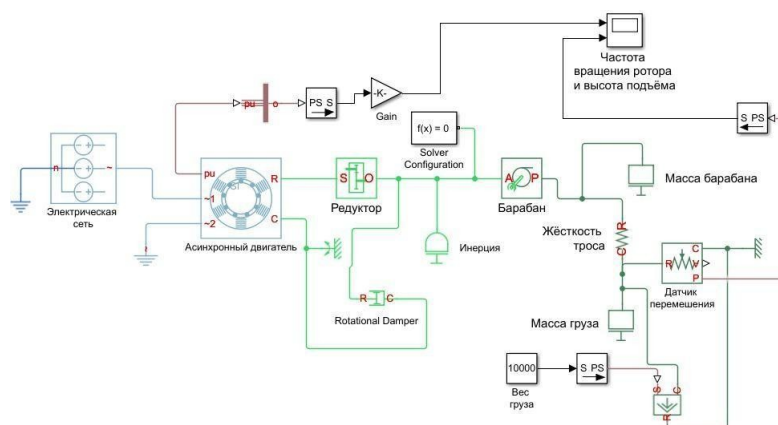 Частота
вращения ротора
и высота подъёма
pu
o
PS S
-K-
Gain
S PS
f(x) = 0
Solver
Configuration
n
~
Электрическая
сеть
pu
~1
~2
R
C
Асинхронный двигатель
S
O
Редуктор
A
P
Барабан
Масса барабана
Инерция
Жёсткость
троса
R
C
R
C
V
P
Датчик
перемешения
R
C
Rotational Damper
Масса груза
10000
Вес
груза
S PS
S
C
R